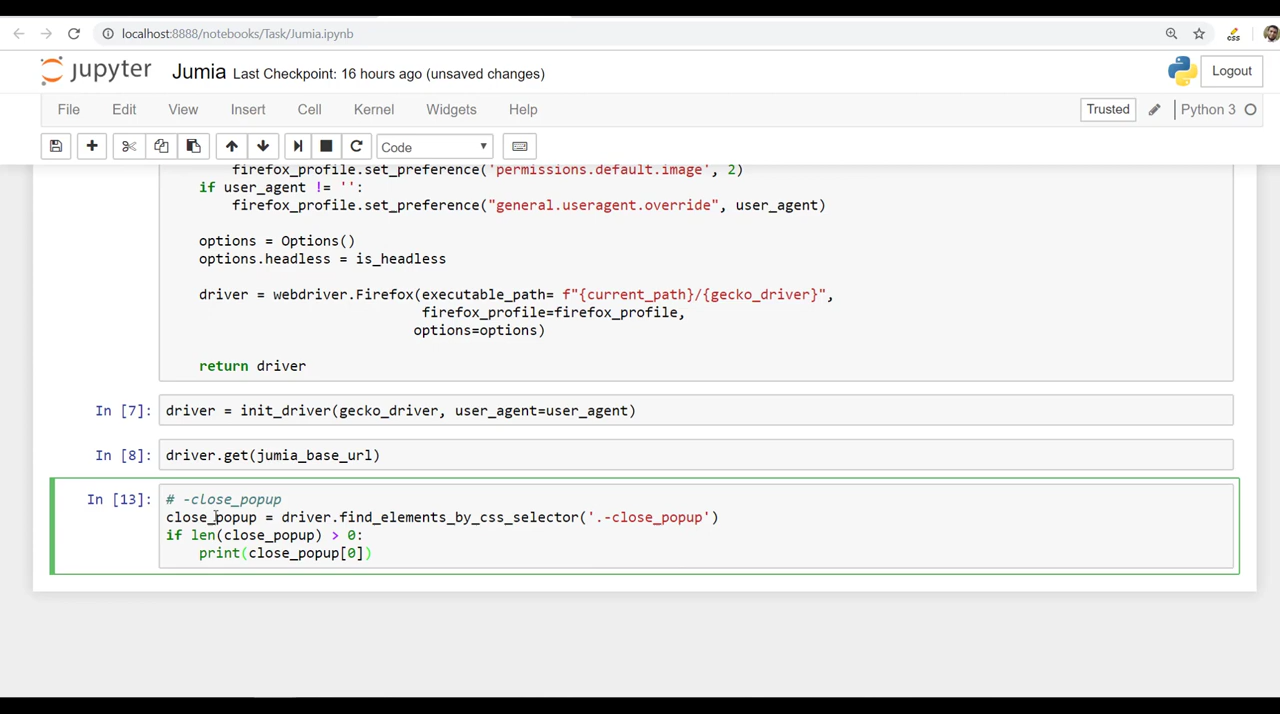 localhost:8888/notebooks/Task/Jumia.ipynb
css
jupyter Jumia Last Checkpoint: 16 hours ago (unsaved changes) Logout
File Edit View Insert Cell Kernel Widgets Help Trusted Python 3
Code
firefox_profile.set_preference('permissions.default.image', 2)
if user_agent != '':
firefox_profile.set_preference("general.useragent.override", user_agent)
options = Options()
options.headless = is_headless
driver = webdriver.Firefox(executable_path= f"{current_path}/{gecko_driver}",
firefox_profile=firefox_profile,
options=options)
return driver
In [7]: driver = init_driver(gecko_driver, user_agent=user_agent)
In [8]: driver.get(jumia_base_url)
In [13]: # -close_popup
close_popup = driver.find_elements_by_css_selector('.-close_popup')
if len(close_popup) > 0:
print(close_popup[0])